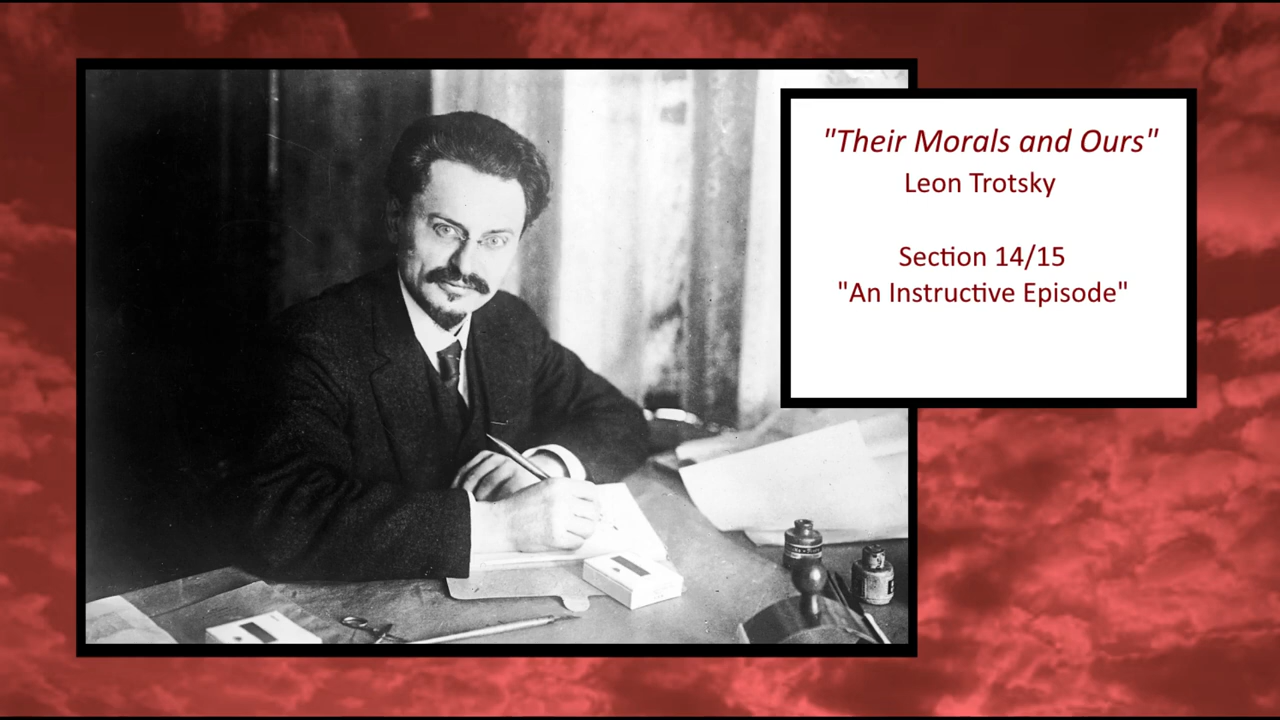 "Their Morals and Ours"
Leon Trotsky
Section 14/15
"An Instructive Episode"